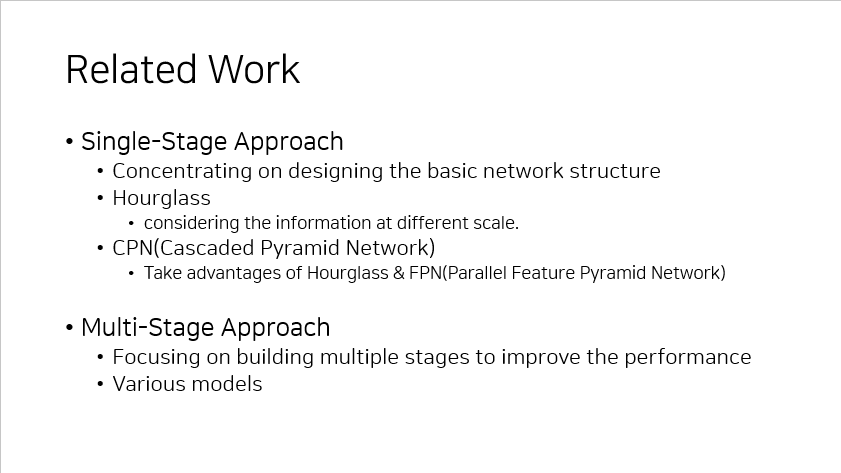 Related Work
• Single-Stage Approach
• Concentrating on designing the basic network structure
• Hourglass
• considering the information at different scale.
• CPN(Cascaded Pyramid Network)
• Take advantages of Hourglass & FPN(Parallel Feature Pyramid Network)
• Multi-Stage Approach
• Focusing on building multiple stages to improve the performance
• Various models